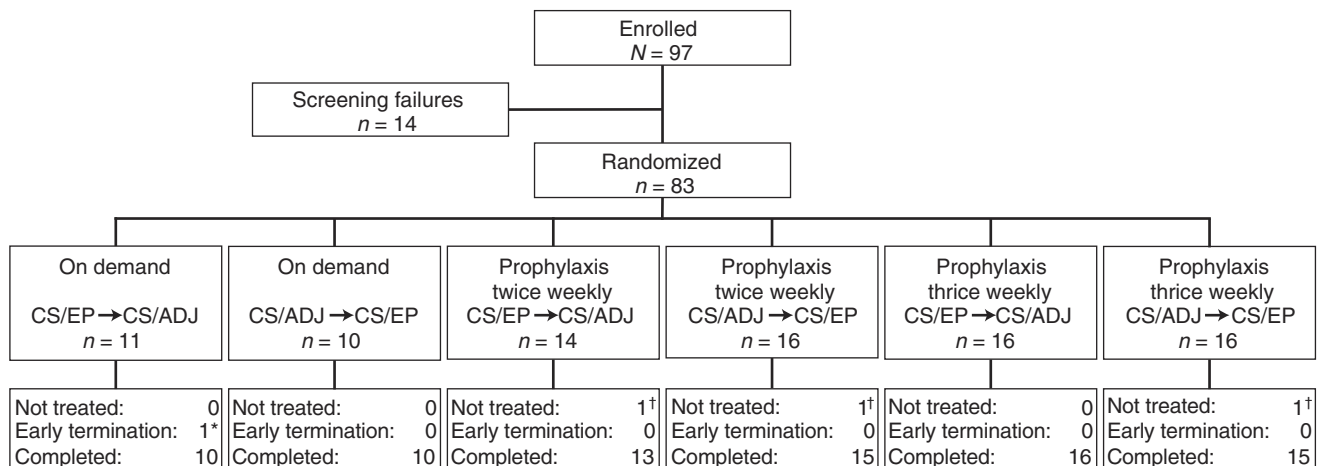 Enrolled
N = 97
Screening failures
n = 14
Randomized
n = 83
On demand
CS/EP→CS/ADJ
n = 11
On demand
CS/ADJ→CS/EP
n = 10
Prophylaxis
twice weekly
CS/EP→CS/ADJ
n = 14
Prophylaxis
twice weekly
CS/ADJ→CS/EP
n = 16
Prophylaxis
thrice weekly
CS/EP→CS/ADJ
n = 16
Prophylaxis
thrice weekly
CS/ADJ→CS/EP
n = 16
Not treated: 0
Early termination: 1*
Completed: 10
Not treated: 0
Early termination: 0
Completed: 10
Not treated: 1†
Early termination: 0
Completed: 13
Not treated: 1†
Early termination: 0
Completed: 15
Not treated: 0
Early termination: 0
Completed: 16
Not treated: 1†
Early termination: 0
Completed: 15